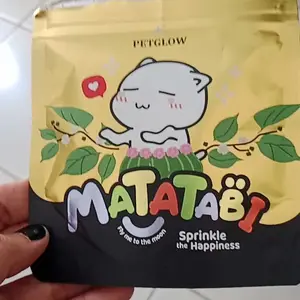 PETGLOW
MATATABI
fly me to the moon
Sprinkle
the Happiness